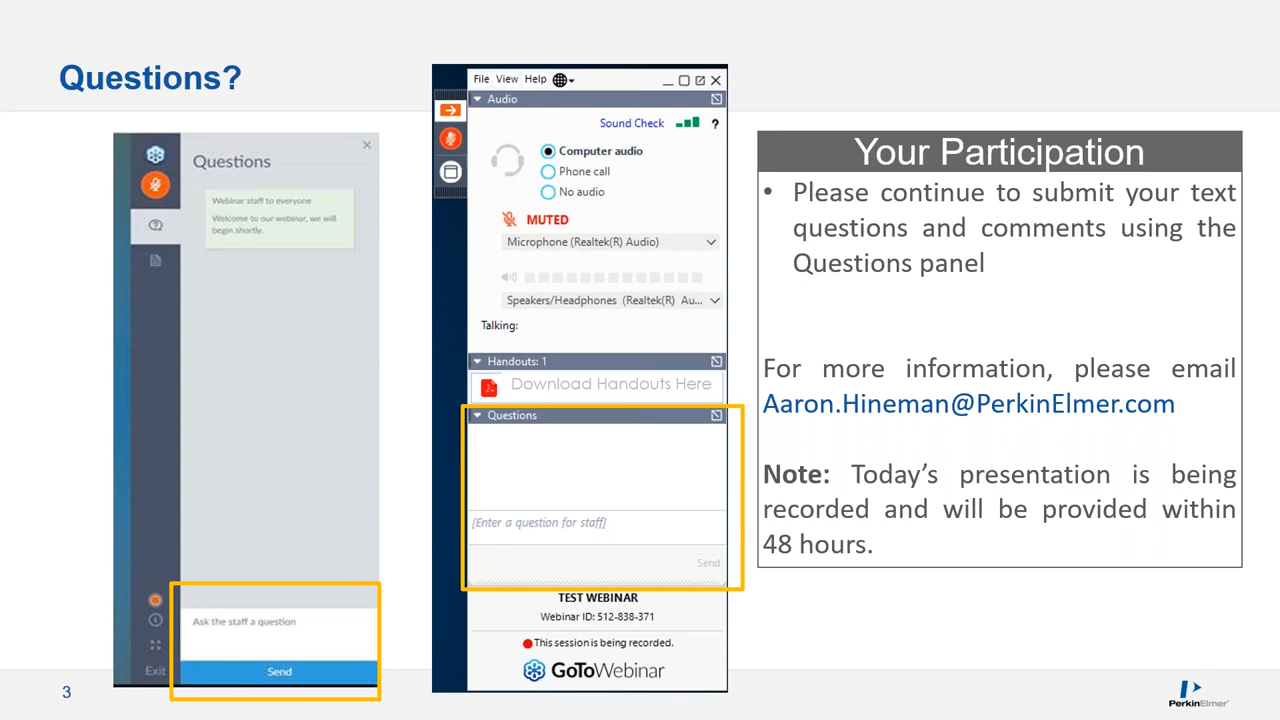 Questions?
Questions
Webinar staff to everyone
Welcome to our webinar, we will
begin shortly.
Ask the staff a question
Exit
Send
File View Help
Audio
Sound Check ?
Computer audio
Phone call
No audio
MUTED
Microphone (Realtek(R) Audio)
Speakers/Headphones (Realtek(R) Au...
Talking:
Handouts: 1
Download Handouts Here
Questions
[Enter a question for staff]
Send
TEST WEBINAR
Webinar ID: 512-838-371
This session is being recorded.
GoToWebinar
Your Participation
• Please continue to submit your text
questions and comments using the
Questions panel
For more information, please email
Aaron.Hineman@PerkinElmer.com
Note: Today’s presentation is being
recorded and will be provided within
48 hours.
3
PerkinElmer